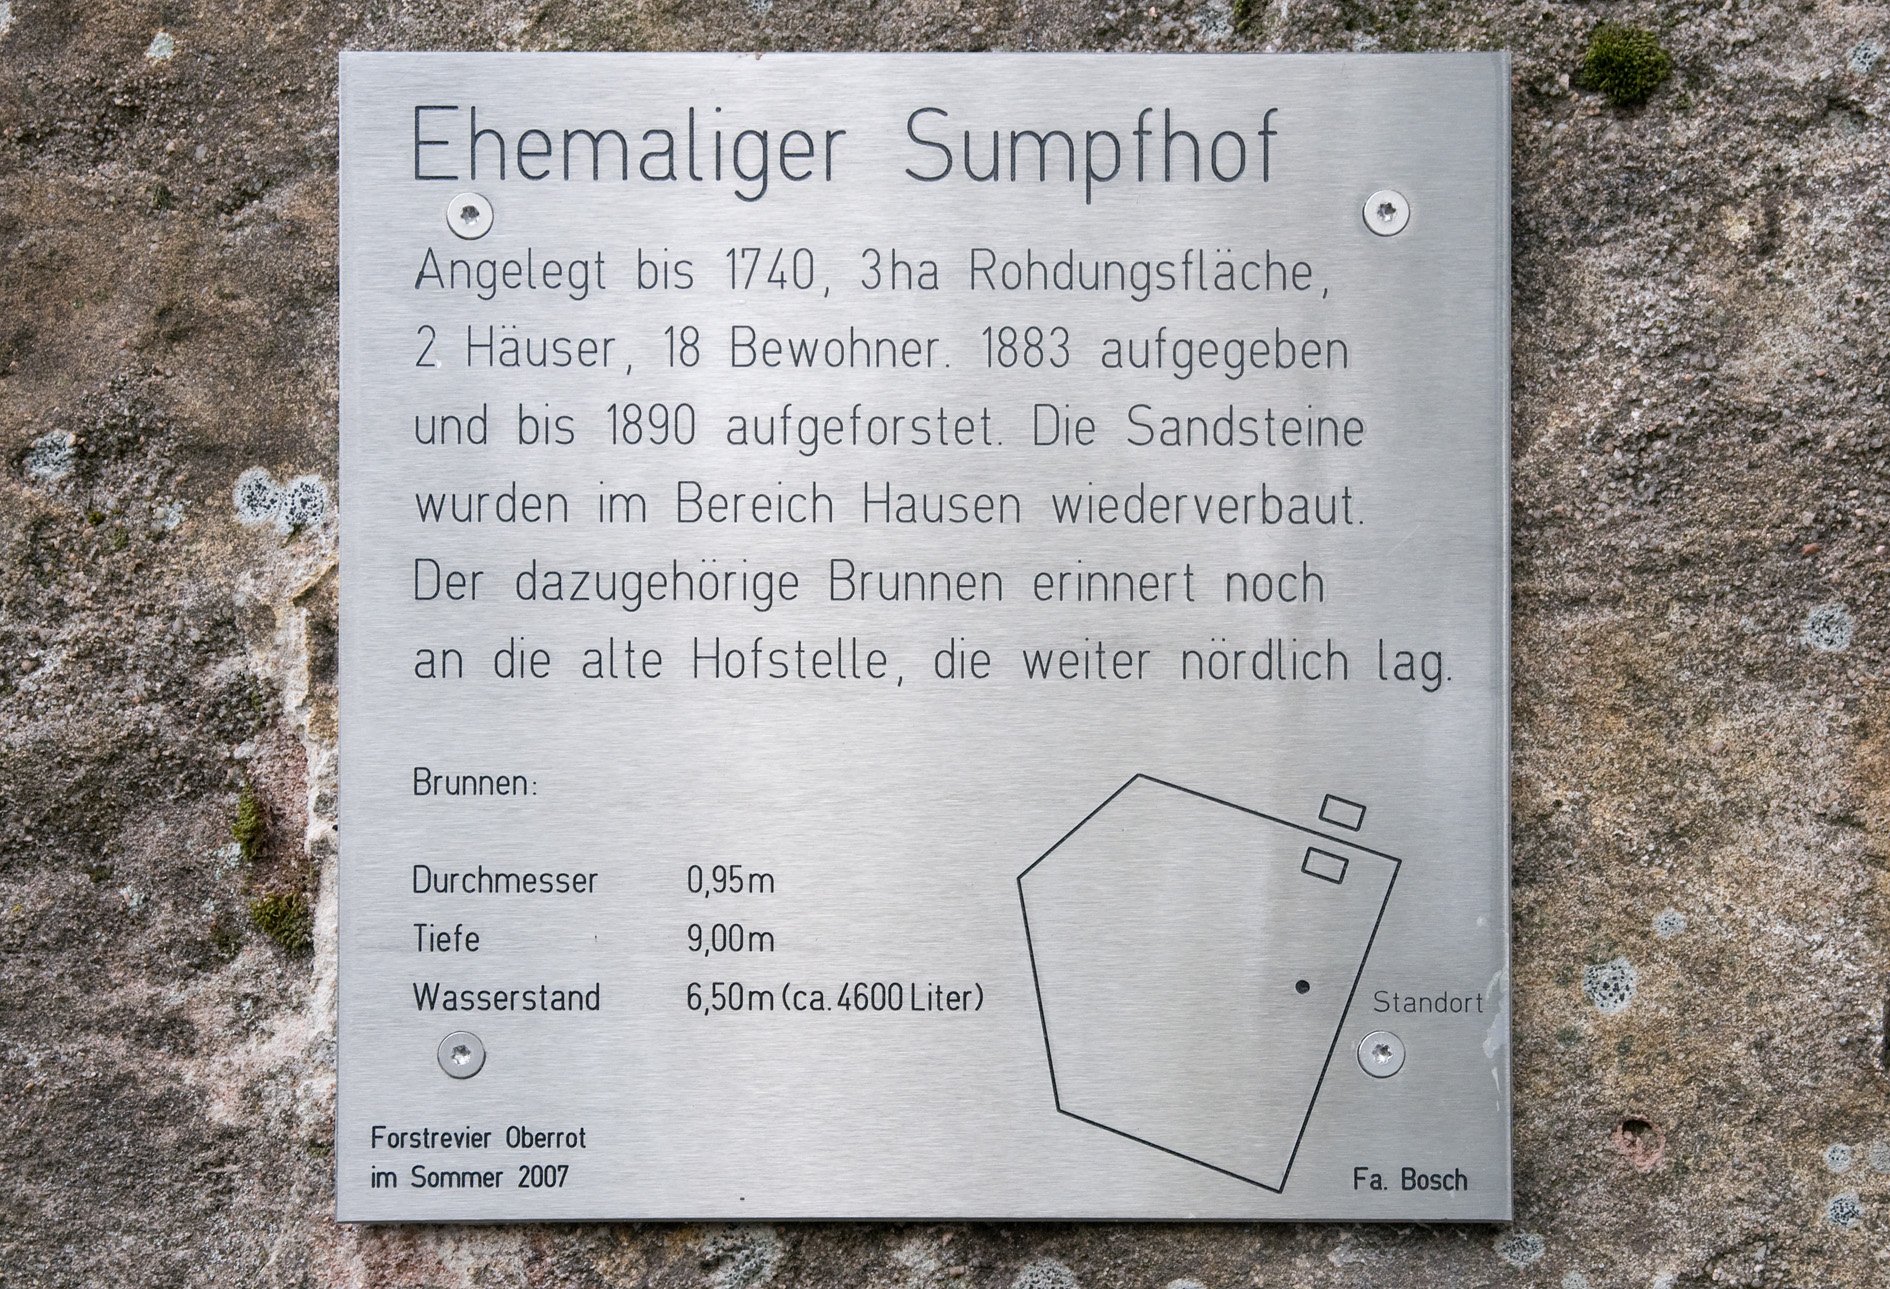 Ehemaliger Sumpfhof
Angelegt bis 1740, 3ha Rohdungsfläche,
2 Häuser, 18 Bewohner. 1883 aufgegeben
und bis 1890 aufgeforstet. Die Sandsteine
wurden im Bereich Hausen wiederverbaut.
Der dazugehörige Brunnen erinnert noch
an die alte Hofstelle, die weiter nördlich lag.
Brunnen:
Durchmesser 0,95m
Tiefe 9,00m
Wasserstand 6,50m (ca. 4600 Liter)
Standort
Forstrevier Oberrot
im Sommer 2007
Fa. Bosch